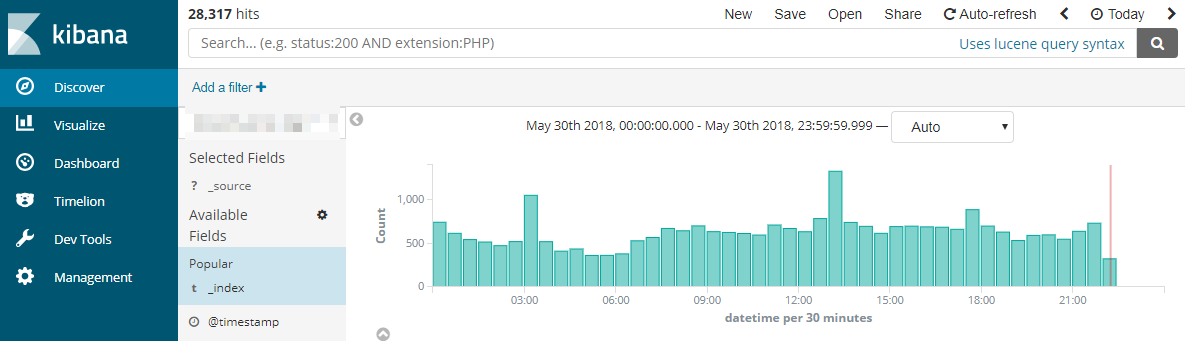 kibana
Discover
Visualize
Dashboard
Timelion
Dev Tools
Management
28,317 hits
New Save Open Share Auto-refresh Today
Search... (e.g. status:200 AND extension:PHP) Uses lucene query syntax
Add a filter +
Selected Fields
? _source
Available
Fields
Popular
t _index
@timestamp
May 30th 2018, 00:00:00.000 - May 30th 2018, 23:59:59.999 — Auto
Count
1,000
500
0
03:00 06:00 09:00 12:00 15:00 18:00 21:00
datetime per 30 minutes